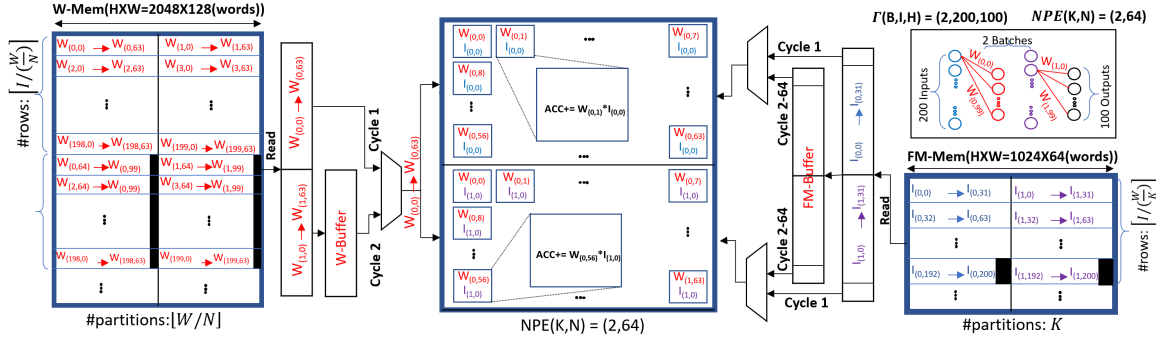 W-Mem(HXW=2048X128(words))
#rows: ⌈I/(W/N)⌉
W(0,0) → W(0,63) W(1,0) → W(1,63)
W(2,0) → W(2,63) W(3,0) → W(3,63)
W(198,0) → W(198,63) W(199,0) → W(199,63)
W(0,64) → W(0,99) W(1,64) → W(1,99)
W(2,64) → W(0,99) W(3,64) → W(1,99)
W(198,0) → W(198,63) W(199,0) → W(199,63)
#partitions:⌊W/N⌋
Read
W(0,0) → W(0,63)
W(1,0) → W(1,63)
W-Buffer
Cycle 1
Cycle 2
W(0,0) → W(0,63)
W(0,0) W(0,1) W(0,7)
I(0,0) I(0,0) I(0,0)
W(0,8)
I(0,0)
ACC+= W(0,1)*I(0,0)
W(0,56) W(0,63)
I(0,0) I(0,0)
W(0,0) W(0,1) W(0,7)
I(1,0) I(1,0) I(1,0)
W(0,8)
I(1,0)
ACC+= W(0,56)*I(1,0)
W(0,56) W(1,63)
I(1,0) I(1,0)
NPE(K,N) = (2,64)
Cycle 1
Cycle 2-64
Cycle 2-64
Cycle 1
FM-Buffer
I(0,0) → I(0,31)
I(1,0) → I(1,31)
Read
Γ(B,I,H) = (2,200,100) NPE(K,N) = (2,64)
2 Batches
200 Inputs
W(0,0)
W(0,99)
W(1,0)
W(1,99)
100 Outputs
FM-Mem(HXW=1024X64(words))
I(0,0) → I(0,31) I(1,0) → I(1,31)
I(0,32) → I(0,63) I(1,32) → I(1,63)
I(0,192) → I(0,200) I(1,192) → I(1,200)
#rows: ⌈I/(W/K)⌉
#partitions: K